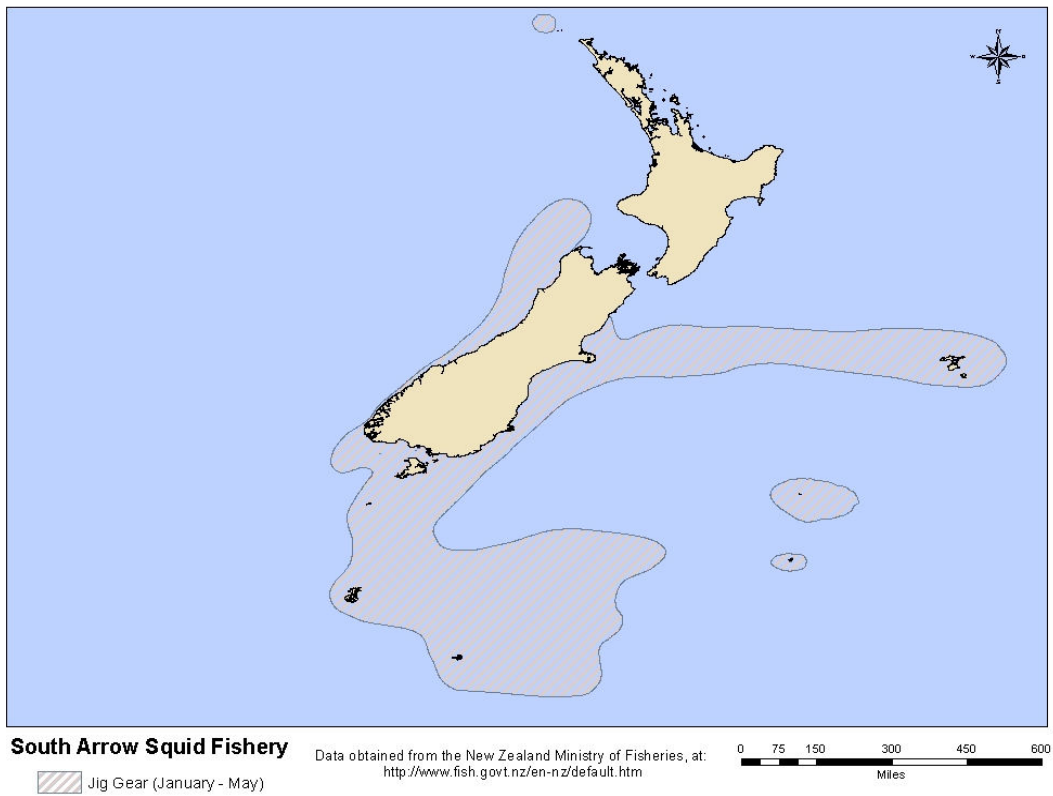 South Arrow Squid Fishery
Jig Gear (January - May)
Data obtained from the New Zealand Ministry of Fisheries, at:
http://www.fish.govt.nz/en-nz/default.htm
0 75 150 300 450 600
Miles